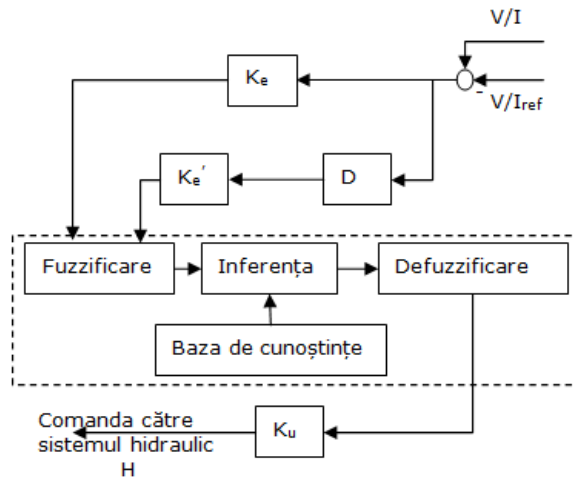 V/I
Ke
- V/Iref
Ke′
D
Fuzzificare
Inferența
Defuzzificare
Baza de cunoștințe
Comanda către
sistemul hidraulic
H
Ku